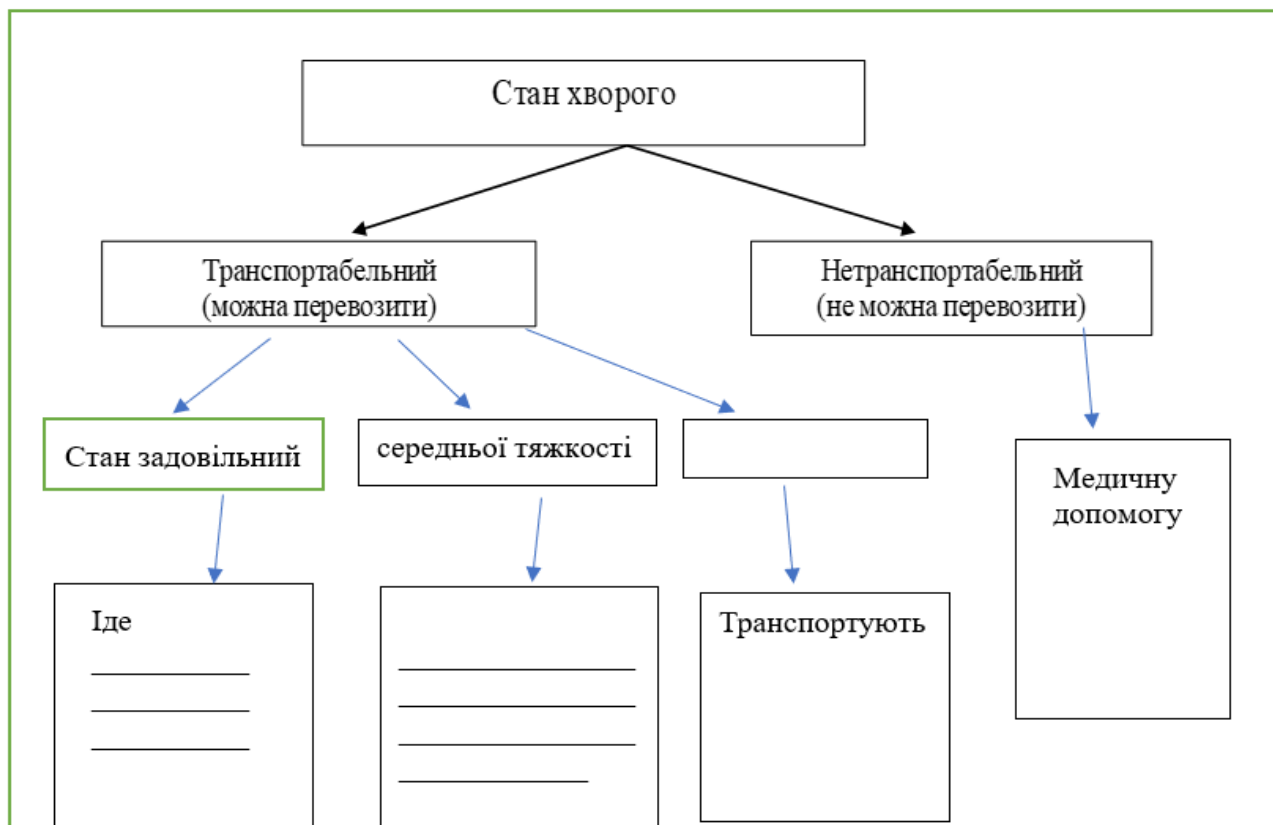 Стан хворого
Транспортабельний
(можна перевозити)
Нетранспортабельний
(не можна перевозити)
Стан задовільний
середньої тяжкості
Медичну
допомогу
Іде
Транспортують